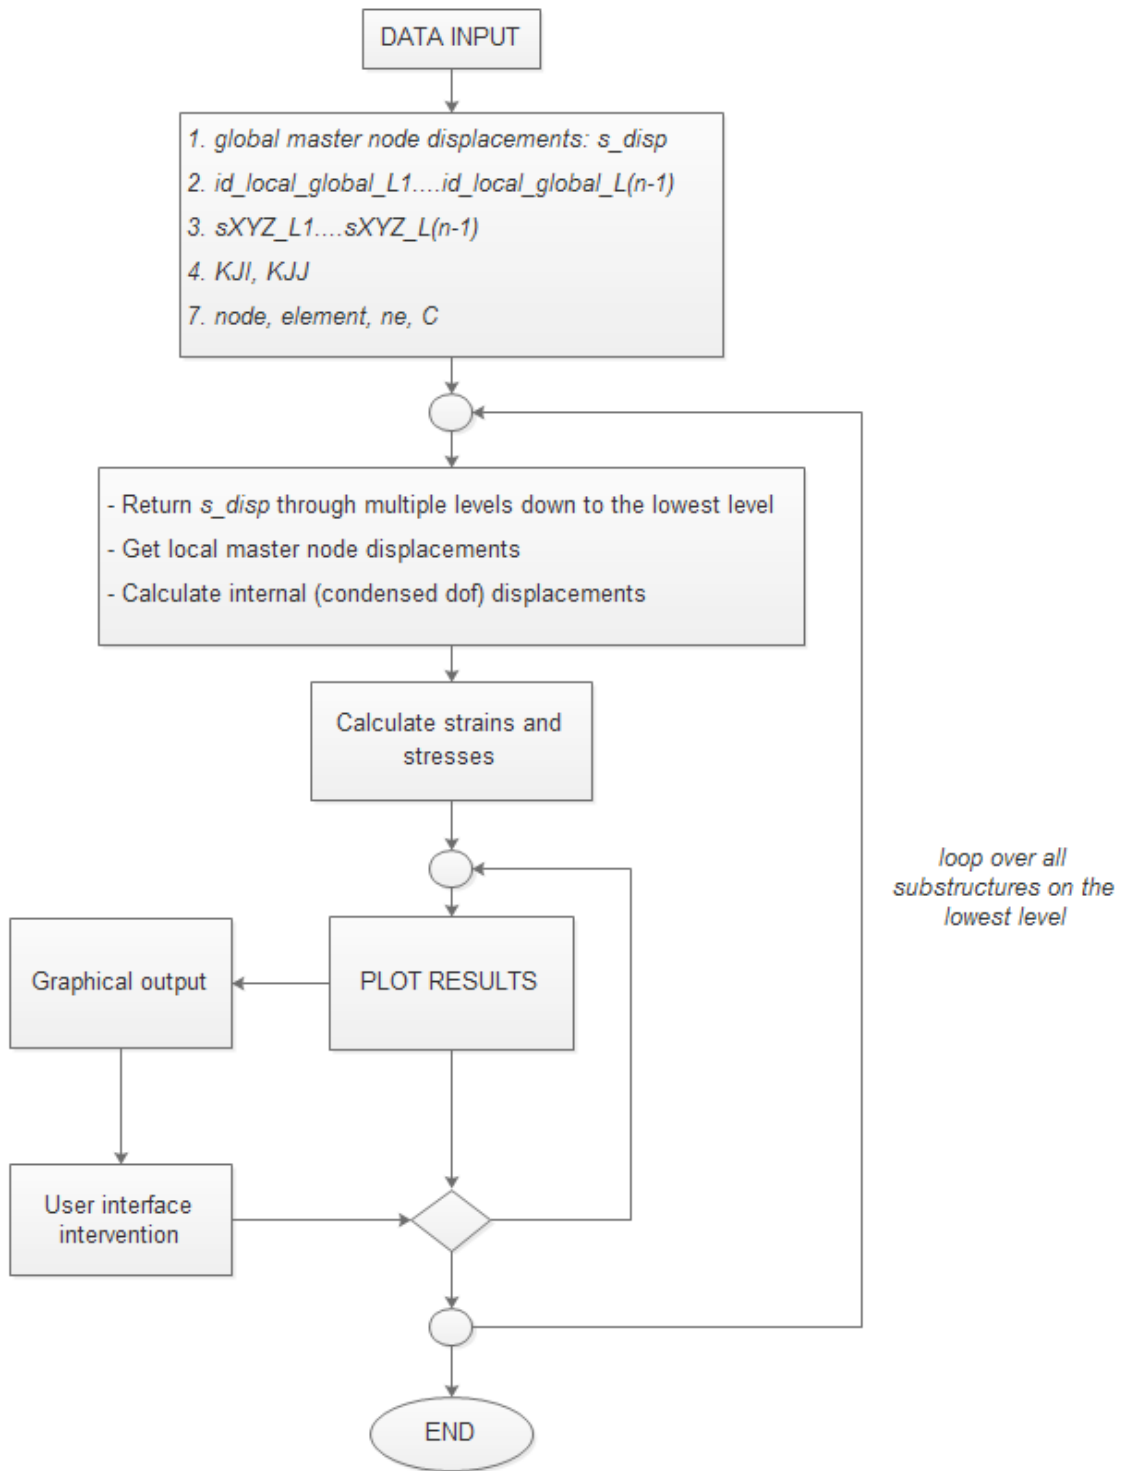 DATA INPUT
1. global master node displacements: s_disp
2. id_local_global_L1....id_local_global_L(n-1)
3. sXYZ_L1....sXYZ_L(n-1)
4. KJI, KJJ
7. node, element, ne, C
- Return s_disp through multiple levels down to the lowest level
- Get local master node displacements
- Calculate internal (condensed dof) displacements
Calculate strains and
stresses
loop over all
substructures on the
lowest level
Graphical output
PLOT RESULTS
User interface
intervention
END